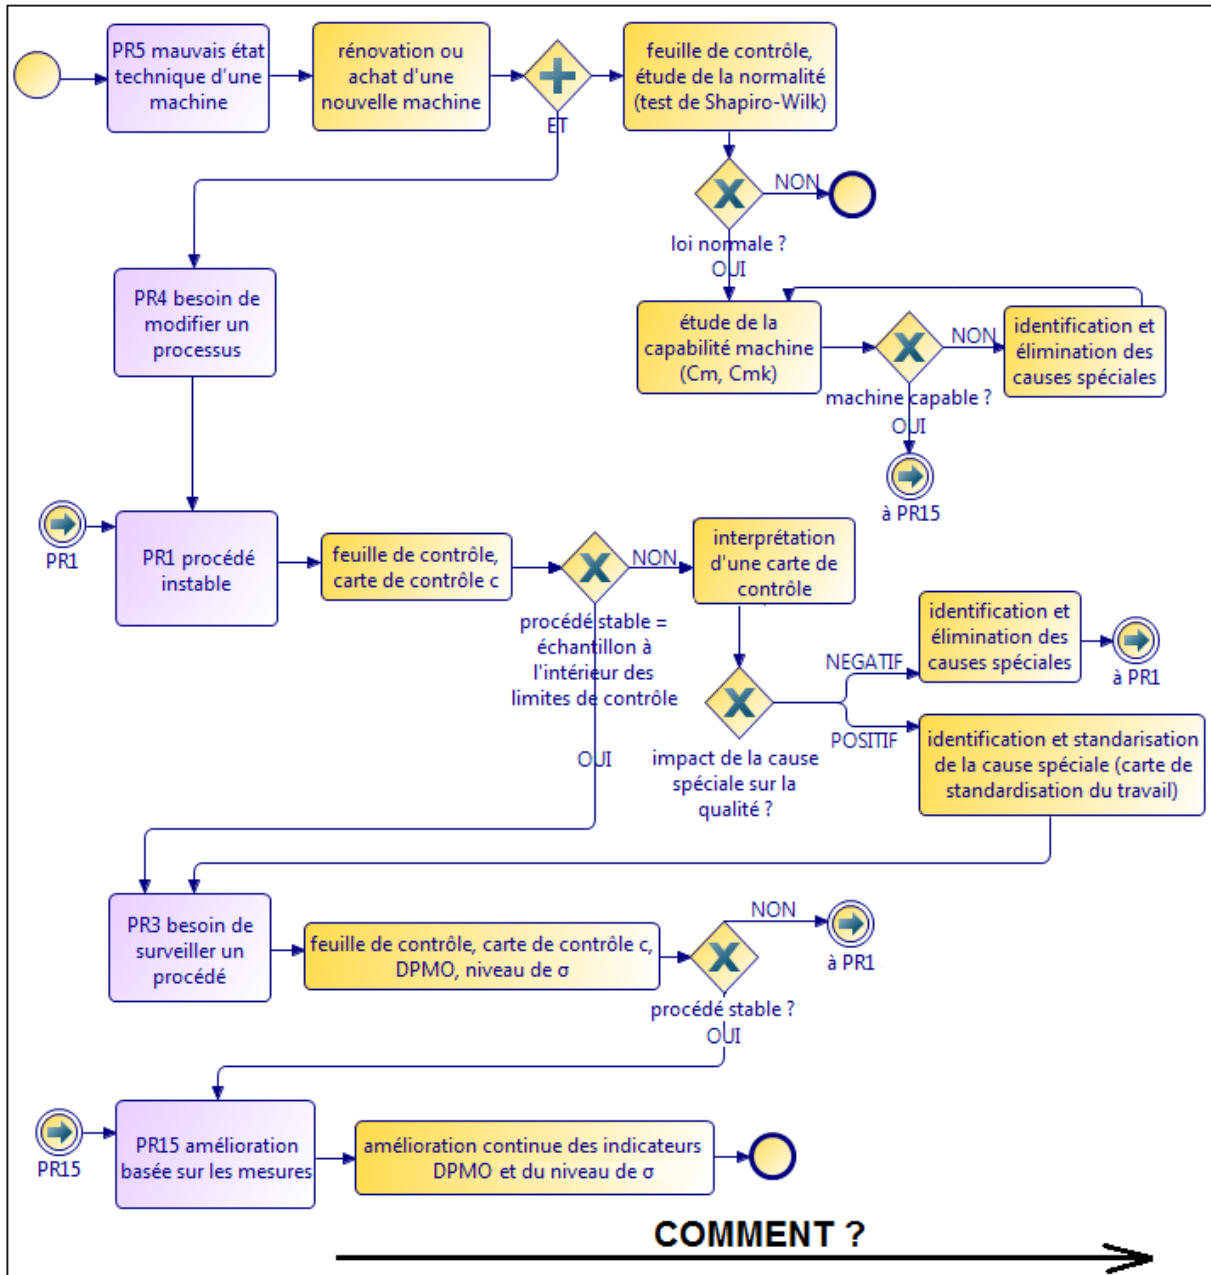 PR5 mauvais état
technique d'une
machine
rénovation ou
achat d'une
nouvelle machine
ET
feuille de contrôle,
étude de la normalité
(test de Shapiro-Wilk)
NON
loi normale ?
OUI
PR4 besoin de
modifier un
processus
étude de la
capabilité machine
(Cm, Cmk)
NON
identification et
élimination des
causes spéciales
machine capable ?
OUI
à PR15
PR1
PR1 procédé
instable
feuille de contrôle,
carte de contrôle c
NON
interprétation
d'une carte de
contrôle
procédé stable =
échantillon à
l'intérieur des
limites de contrôle
OUI
impact de la cause
spéciale sur la
qualité ?
NEGATIF
identification et
élimination des
causes spéciales
à PR1
POSITIF
identification et standarisation
de la cause spéciale (carte de
standardisation du travail)
PR3 besoin de
surveiller un
procédé
feuille de contrôle, carte de contrôle c,
DPMO, niveau de σ
NON
à PR1
procédé stable ?
OUI
PR15
PR15 amélioration
basée sur les mesures
amélioration continue des indicateurs
DPMO et du niveau de σ
COMMENT ?